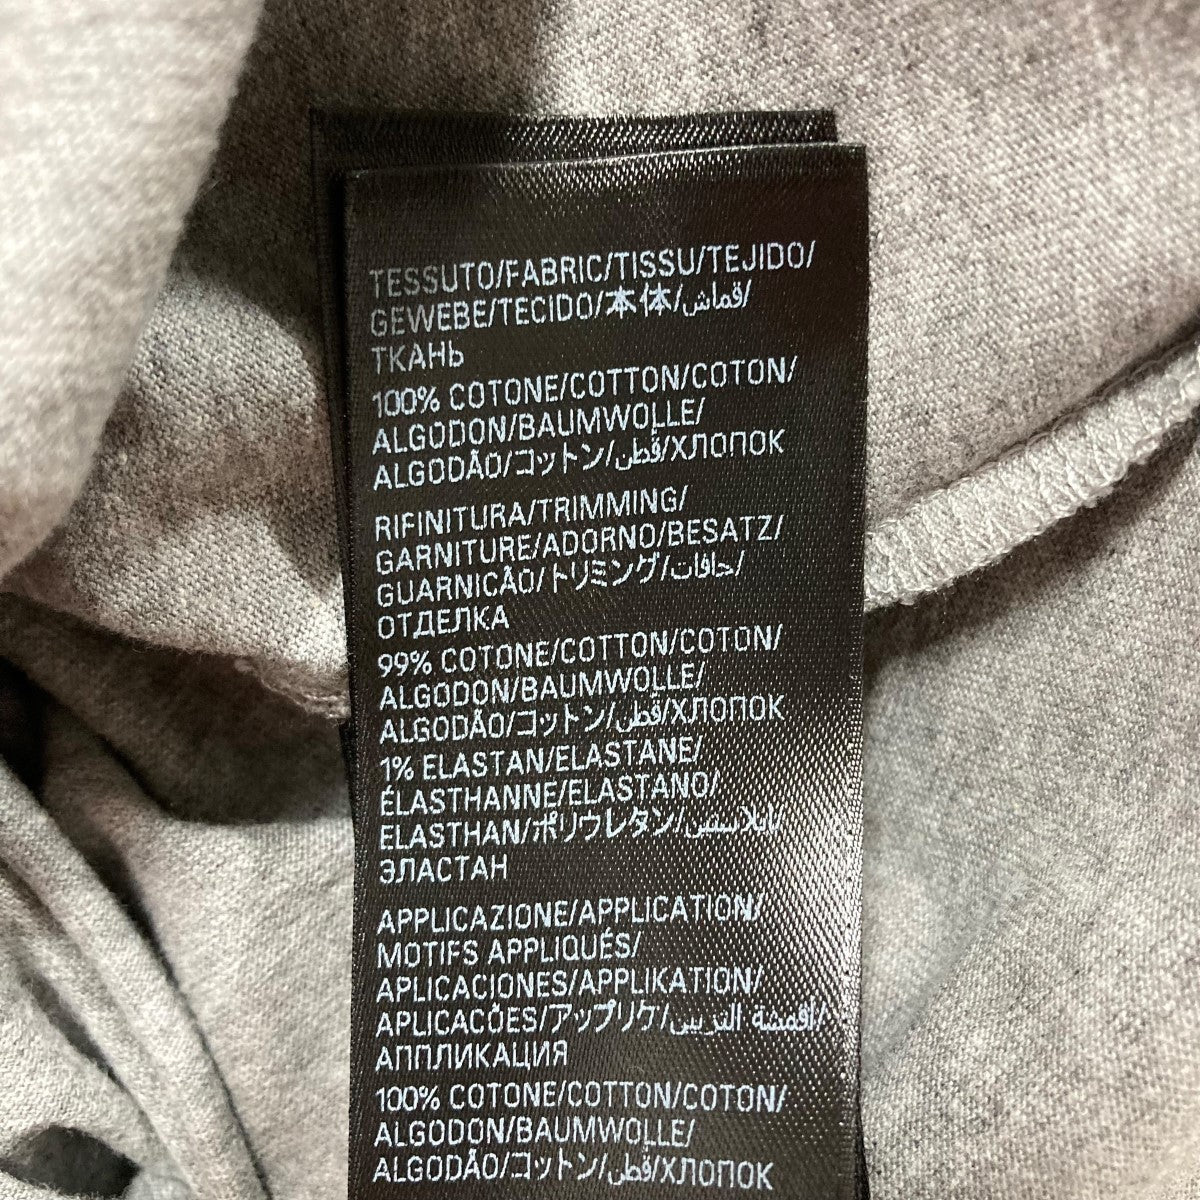 TESSUTO/FABRIC/TISSU/TEJIDO/
GEWEBE/TECIDO/本体/قماش/
ТКАНЬ
100% COTONE/COTTON/COTON/
ALGODON/BAUMWOLLE/
ALGODÃO/コットン/قطن/ХЛОПОК
RIFINITURA/TRIMMING/
GARNITURE/ADORNO/BESATZ/
GUARNICÃO/トリミング/حافات/
ОТДЕЛКА
99% COTONE/COTTON/COTON/
ALGODON/BAUMWOLLE/
ALGODÃO/コットン/قطن/ХЛОПОК
1% ELASTAN/ELASTANE/
ÉLASTHANNE/ELASTANO/
ELASTHAN/ポリウレタン/
ЭЛАСТАН
APPLICAZIONE/APPLICATION/
MOTIFS APPLIQUÉS/
APLICACIONES/APPLIKATION/
APLICACÕES/アップリケ/اقمشة التزيين/
АППЛИКАЦИЯ
100% COTONE/COTTON/COTON/
ALGODON/BAUMWOLLE/
ALGODÃO/コットン/قطن/ХЛОПОК